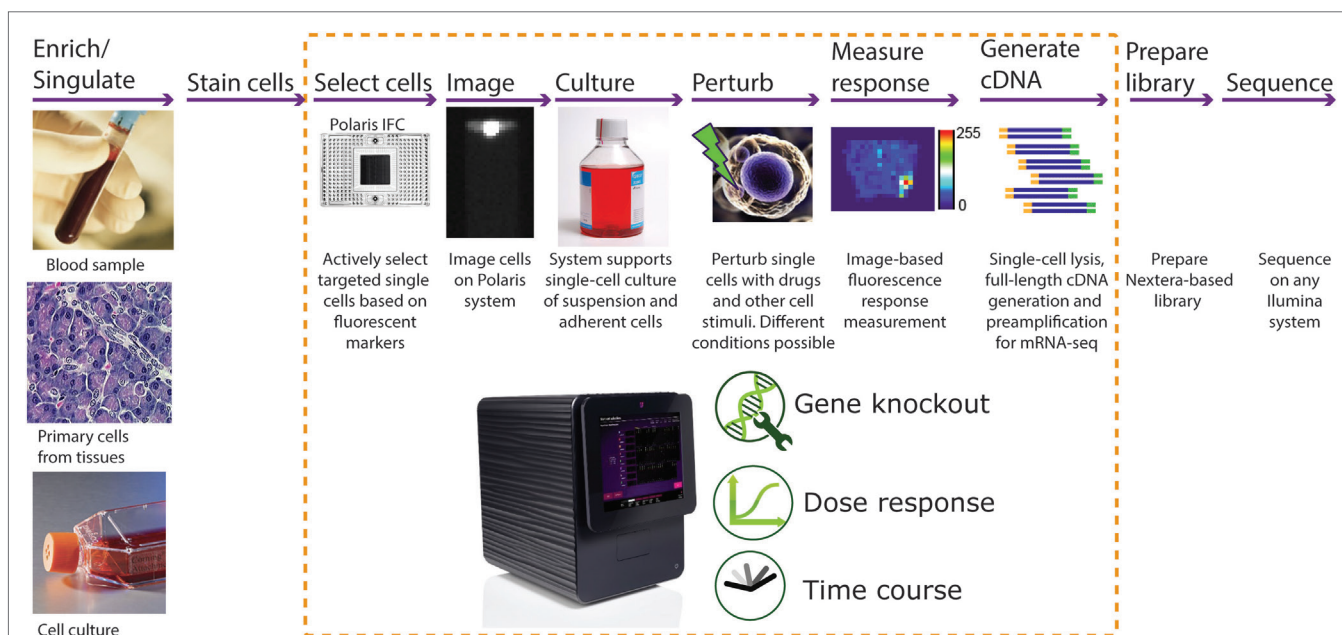 Enrich/
Singulate
Stain cells
Select cells
Image
Culture
Perturb
Measure
response
Generate
cDNA
Prepare
library
Sequence
Polaris IFC
255
0
Blood sample
Actively select
targeted single
cells based on
fluorescent
markers
Image cells
on Polaris
system
System supports
single-cell culture
of suspension and
adherent cells
Perturb single
cells with drugs
and other cell
stimuli. Different
conditions possible
Image-based
fluorescence
response
measurement
Single-cell lysis,
full-length cDNA
generation and
preamplification
for mRNA-seq
Prepare
Nextera-based
library
Sequence
on any
Ilumina
system
Primary cells
from tissues
Cell culture
Gene knockout
Dose response
Time course